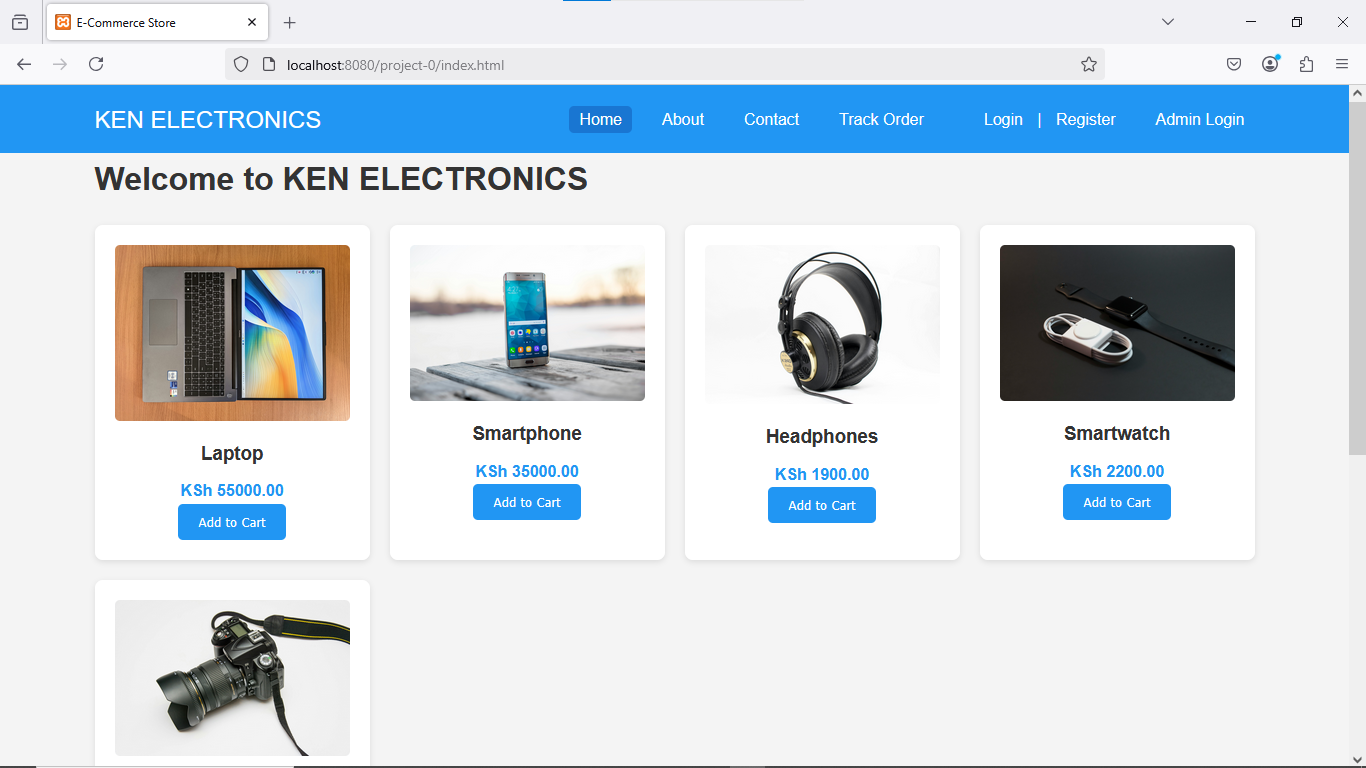 E-Commerce Store
localhost:8080/project-0/index.html
KEN ELECTRONICS Home About Contact Track Order Login | Register Admin Login
Welcome to KEN ELECTRONICS
Laptop
KSh 55000.00
Add to Cart
Smartphone
KSh 35000.00
Add to Cart
Headphones
KSh 1900.00
Add to Cart
Smartwatch
KSh 2200.00
Add to Cart